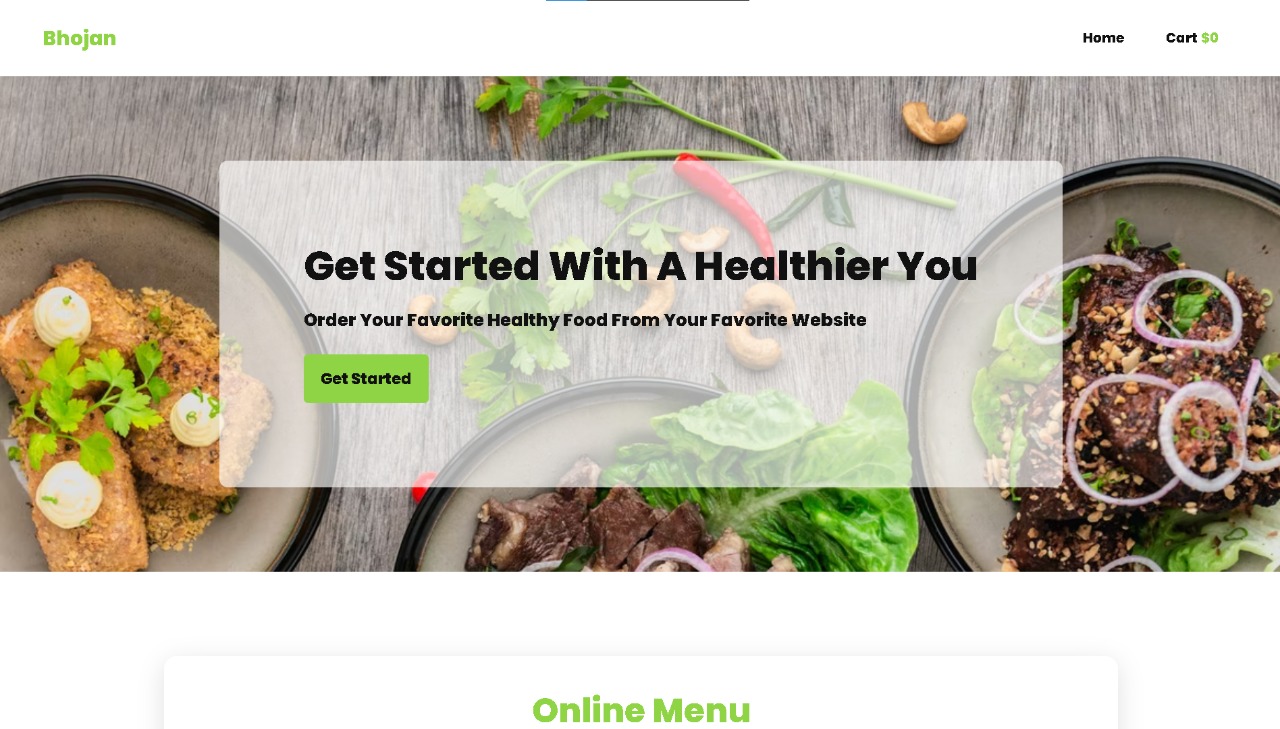 Bhojan
Home
Cart $0
Get Started With A Healthier You
Order Your Favorite Healthy Food From Your Favorite Website
Get Started
Online Menu